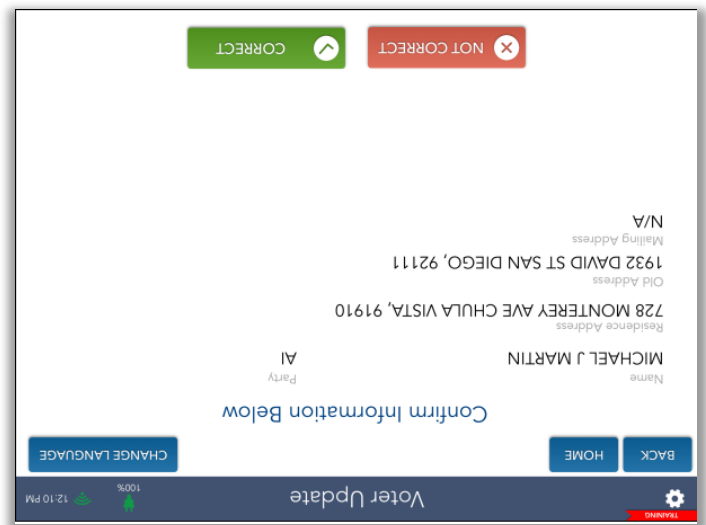 TRAINING
Voter Update 100% 12:10 PM
BACK HOME CHANGE LANGUAGE
Confirm Information Below
Name Party
MICHAEL J MARTIN AI
Residence Address
728 MONTEREY AVE CHULA VISTA, 91910
Old Address
1932 DAVID ST SAN DIEGO, 92111
Mailing Address
N/A
NOT CORRECT CORRECT